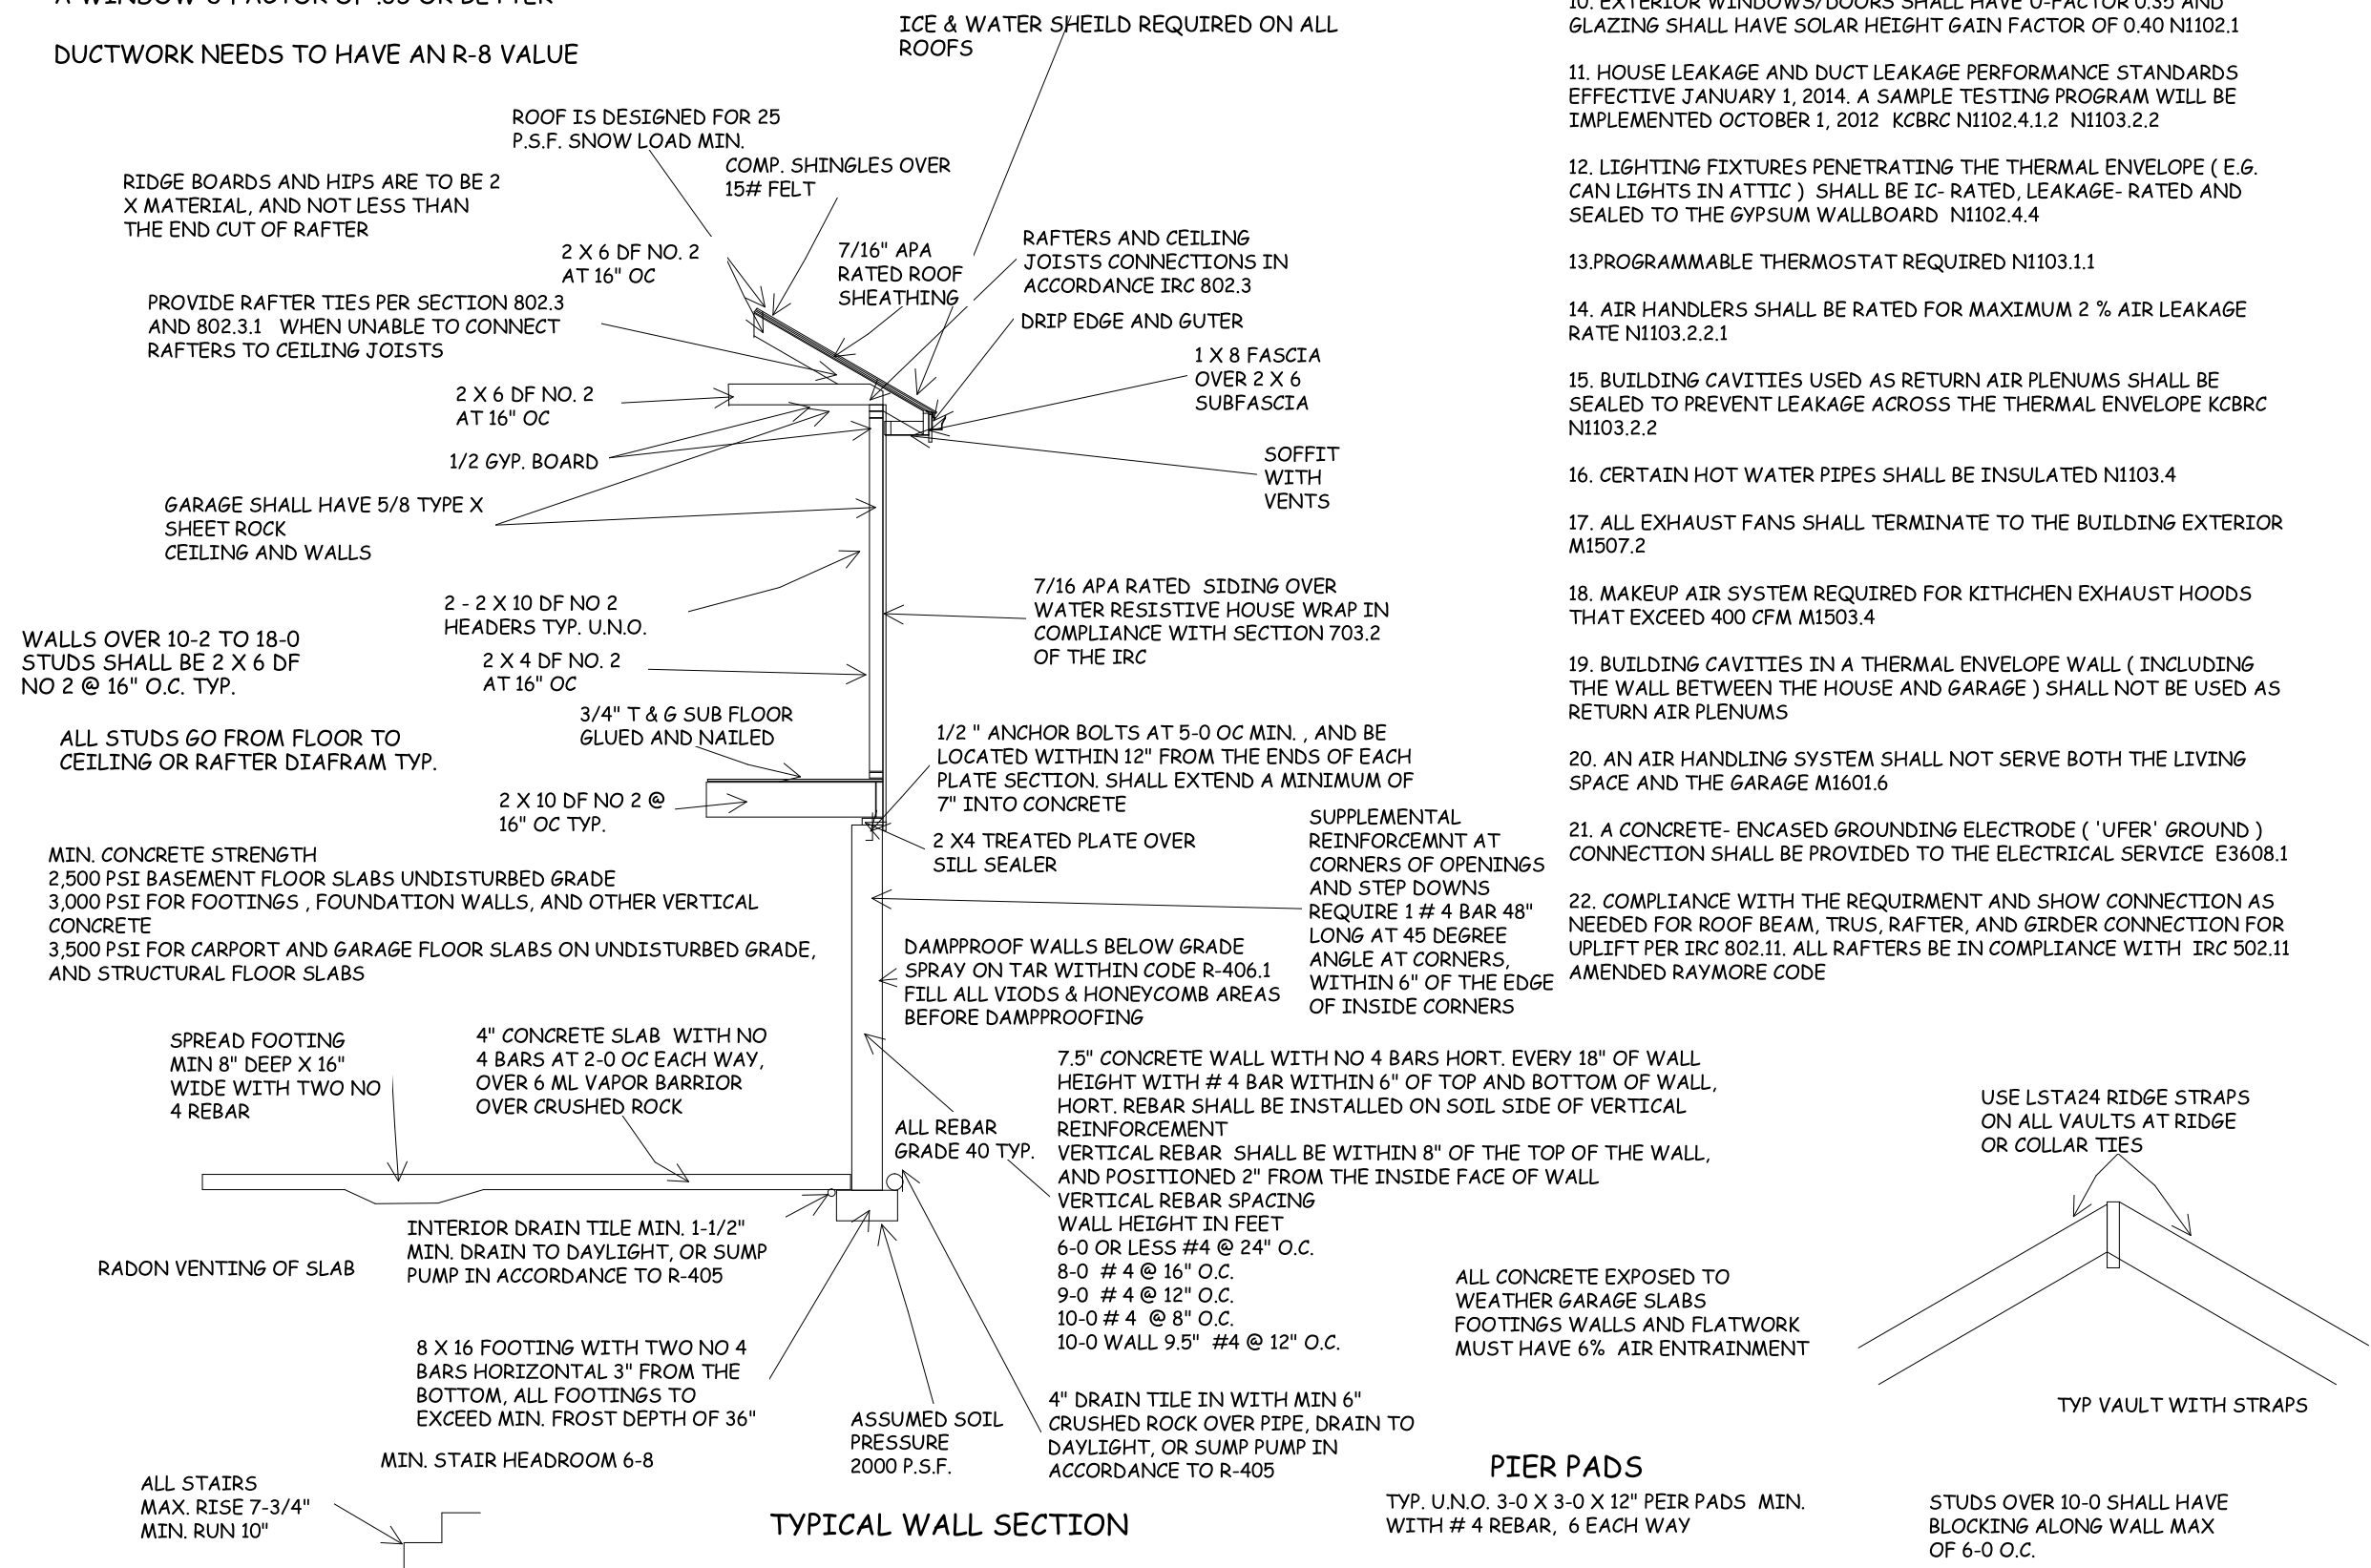 A WINDOW U-FACTOR OF .35 OR BETTER
DUCTWORK NEEDS TO HAVE AN R-8 VALUE
ICE & WATER SHEILD REQUIRED ON ALL
ROOFS
ROOF IS DESIGNED FOR 25
P.S.F. SNOW LOAD MIN.
COMP. SHINGLES OVER
15# FELT
RIDGE BOARDS AND HIPS ARE TO BE 2
X MATERIAL, AND NOT LESS THAN
THE END CUT OF RAFTER
2 X 6 DF NO. 2
AT 16" OC
7/16" APA
RATED ROOF
SHEATHING
RAFTERS AND CEILING
JOISTS CONNECTIONS IN
ACCORDANCE IRC 802.3
PROVIDE RAFTER TIES PER SECTION 802.3
AND 802.3.1 WHEN UNABLE TO CONNECT
RAFTERS TO CEILING JOISTS
DRIP EDGE AND GUTER
1 X 8 FASCIA
OVER 2 X 6
SUBFASCIA
2 X 6 DF NO. 2
AT 16" OC
1/2 GYP. BOARD
SOFFIT
WITH
VENTS
GARAGE SHALL HAVE 5/8 TYPE X
SHEET ROCK
CEILING AND WALLS
2 - 2 X 10 DF NO 2
HEADERS TYP. U.N.O.
7/16 APA RATED SIDING OVER
WATER RESISTIVE HOUSE WRAP IN
COMPLIANCE WITH SECTION 703.2
OF THE IRC
WALLS OVER 10-2 TO 18-0
STUDS SHALL BE 2 X 6 DF
NO 2 @ 16" O.C. TYP.
2 X 4 DF NO. 2
AT 16" OC
ALL STUDS GO FROM FLOOR TO
CEILING OR RAFTER DIAFRAM TYP.
3/4" T & G SUB FLOOR
GLUED AND NAILED
1/2 " ANCHOR BOLTS AT 5-0 OC MIN. , AND BE
LOCATED WITHIN 12" FROM THE ENDS OF EACH
PLATE SECTION. SHALL EXTEND A MINIMUM OF
7" INTO CONCRETE
2 X 10 DF NO 2 @
16" OC TYP.
2 X4 TREATED PLATE OVER
SILL SEALER
SUPPLEMENTAL
REINFORCEMNT AT
CORNERS OF OPENINGS
AND STEP DOWNS
REQUIRE 1 # 4 BAR 48"
LONG AT 45 DEGREE
ANGLE AT CORNERS,
WITHIN 6" OF THE EDGE
OF INSIDE CORNERS
MIN. CONCRETE STRENGTH
2,500 PSI BASEMENT FLOOR SLABS UNDISTURBED GRADE
3,000 PSI FOR FOOTINGS , FOUNDATION WALLS, AND OTHER VERTICAL
CONCRETE
3,500 PSI FOR CARPORT AND GARAGE FLOOR SLABS ON UNDISTURBED GRADE,
AND STRUCTURAL FLOOR SLABS
DAMPPROOF WALLS BELOW GRADE
SPRAY ON TAR WITHIN CODE R-406.1
FILL ALL VIODS & HONEYCOMB AREAS
BEFORE DAMPPROOFING
SPREAD FOOTING
MIN 8" DEEP X 16"
WIDE WITH TWO NO
4 REBAR
4" CONCRETE SLAB WITH NO
4 BARS AT 2-0 OC EACH WAY,
OVER 6 ML VAPOR BARRIOR
OVER CRUSHED ROCK
ALL REBAR
GRADE 40 TYP.
7.5" CONCRETE WALL WITH NO 4 BARS HORT. EVERY 18" OF WALL
HEIGHT WITH # 4 BAR WITHIN 6" OF TOP AND BOTTOM OF WALL,
HORT. REBAR SHALL BE INSTALLED ON SOIL SIDE OF VERTICAL
REINFORCEMENT
VERTICAL REBAR SHALL BE WITHIN 8" OF THE TOP OF THE WALL,
AND POSITIONED 2" FROM THE INSIDE FACE OF WALL
VERTICAL REBAR SPACING
WALL HEIGHT IN FEET
6-0 OR LESS #4 @ 24" O.C.
8-0 # 4 @ 16" O.C.
9-0 # 4 @ 12" O.C.
10-0 # 4 @ 8" O.C.
10-0 WALL 9.5" #4 @ 12" O.C.
INTERIOR DRAIN TILE MIN. 1-1/2"
MIN. DRAIN TO DAYLIGHT, OR SUMP
PUMP IN ACCORDANCE TO R-405
RADON VENTING OF SLAB
8 X 16 FOOTING WITH TWO NO 4
BARS HORIZONTAL 3" FROM THE
BOTTOM, ALL FOOTINGS TO
EXCEED MIN. FROST DEPTH OF 36"
ASSUMED SOIL
PRESSURE
2000 P.S.F.
4" DRAIN TILE IN WITH MIN 6"
CRUSHED ROCK OVER PIPE, DRAIN TO
DAYLIGHT, OR SUMP PUMP IN
ACCORDANCE TO R-405
MIN. STAIR HEADROOM 6-8
ALL STAIRS
MAX. RISE 7-3/4"
MIN. RUN 10"
TYPICAL WALL SECTION
10. EXTERIOR WINDOWS/DOORS SHALL HAVE U-FACTOR 0.35 AND
GLAZING SHALL HAVE SOLAR HEIGHT GAIN FACTOR OF 0.40 N1102.1
11. HOUSE LEAKAGE AND DUCT LEAKAGE PERFORMANCE STANDARDS
EFFECTIVE JANUARY 1, 2014. A SAMPLE TESTING PROGRAM WILL BE
IMPLEMENTED OCTOBER 1, 2012 KCBRC N1102.4.1.2 N1103.2.2
12. LIGHTING FIXTURES PENETRATING THE THERMAL ENVELOPE ( E.G.
CAN LIGHTS IN ATTIC ) SHALL BE IC- RATED, LEAKAGE- RATED AND
SEALED TO THE GYPSUM WALLBOARD N1102.4.4
13.PROGRAMMABLE THERMOSTAT REQUIRED N1103.1.1
14. AIR HANDLERS SHALL BE RATED FOR MAXIMUM 2 % AIR LEAKAGE
RATE N1103.2.2.1
15. BUILDING CAVITIES USED AS RETURN AIR PLENUMS SHALL BE
SEALED TO PREVENT LEAKAGE ACROSS THE THERMAL ENVELOPE KCBRC
N1103.2.2
16. CERTAIN HOT WATER PIPES SHALL BE INSULATED N1103.4
17. ALL EXHAUST FANS SHALL TERMINATE TO THE BUILDING EXTERIOR
M1507.2
18. MAKEUP AIR SYSTEM REQUIRED FOR KITHCHEN EXHAUST HOODS
THAT EXCEED 400 CFM M1503.4
19. BUILDING CAVITIES IN A THERMAL ENVELOPE WALL ( INCLUDING
THE WALL BETWEEN THE HOUSE AND GARAGE ) SHALL NOT BE USED AS
RETURN AIR PLENUMS
20. AN AIR HANDLING SYSTEM SHALL NOT SERVE BOTH THE LIVING
SPACE AND THE GARAGE M1601.6
21. A CONCRETE- ENCASED GROUNDING ELECTRODE ( 'UFER' GROUND )
CONNECTION SHALL BE PROVIDED TO THE ELECTRICAL SERVICE E3608.1
22. COMPLIANCE WITH THE REQUIRMENT AND SHOW CONNECTION AS
NEEDED FOR ROOF BEAM, TRUS, RAFTER, AND GIRDER CONNECTION FOR
UPLIFT PER IRC 802.11. ALL RAFTERS BE IN COMPLIANCE WITH IRC 502.11
AMENDED RAYMORE CODE
USE LSTA24 RIDGE STRAPS
ON ALL VAULTS AT RIDGE
OR COLLAR TIES
ALL CONCRETE EXPOSED TO
WEATHER GARAGE SLABS
FOOTINGS WALLS AND FLATWORK
MUST HAVE 6% AIR ENTRAINMENT
TYP VAULT WITH STRAPS
PIER PADS
TYP. U.N.O. 3-0 X 3-0 X 12" PEIR PADS MIN.
WITH # 4 REBAR, 6 EACH WAY
STUDS OVER 10-0 SHALL HAVE
BLOCKING ALONG WALL MAX
OF 6-0 O.C.